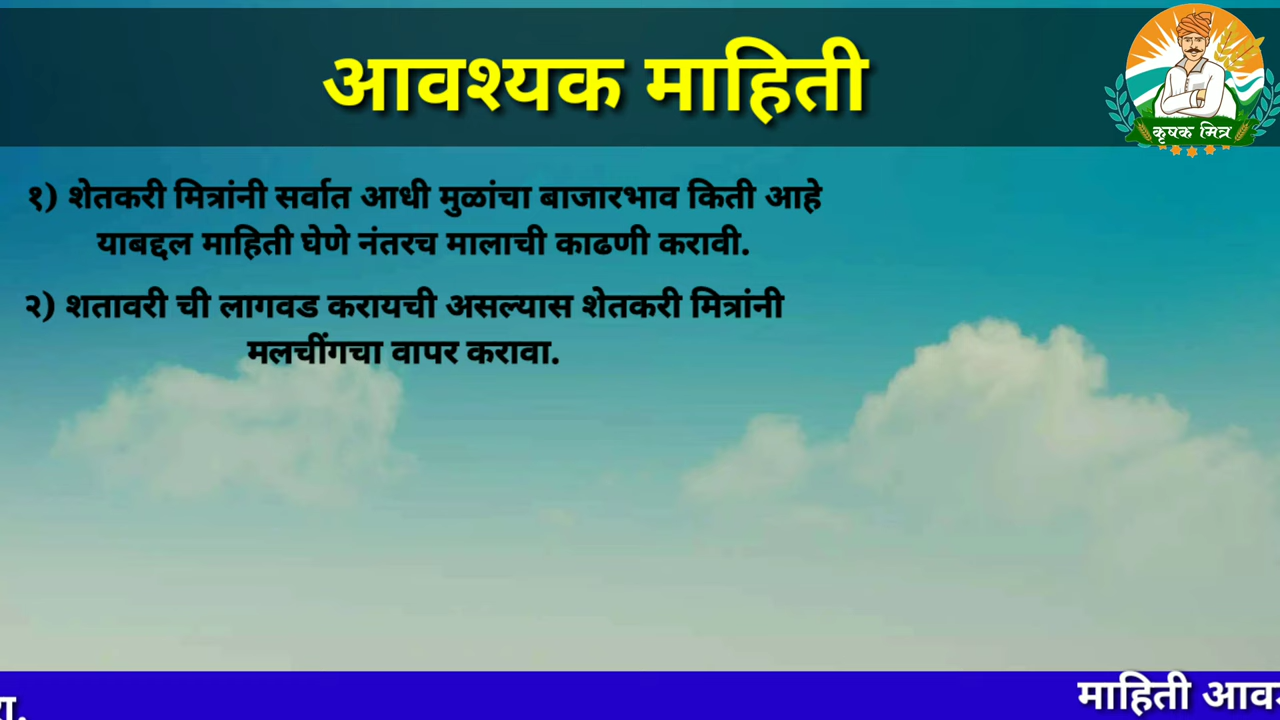 आवश्यक माहिती
कृषक मित्र
१) शेतकरी मित्रांनी सर्वात आधी मुळांचा बाजारभाव किती आहे
याबद्दल माहिती घेणे नंतरच मालाची काढणी करावी.
२) शतावरी ची लागवड करायची असल्यास शेतकरी मित्रांनी
मलचींगचा वापर करावा.
माहिती